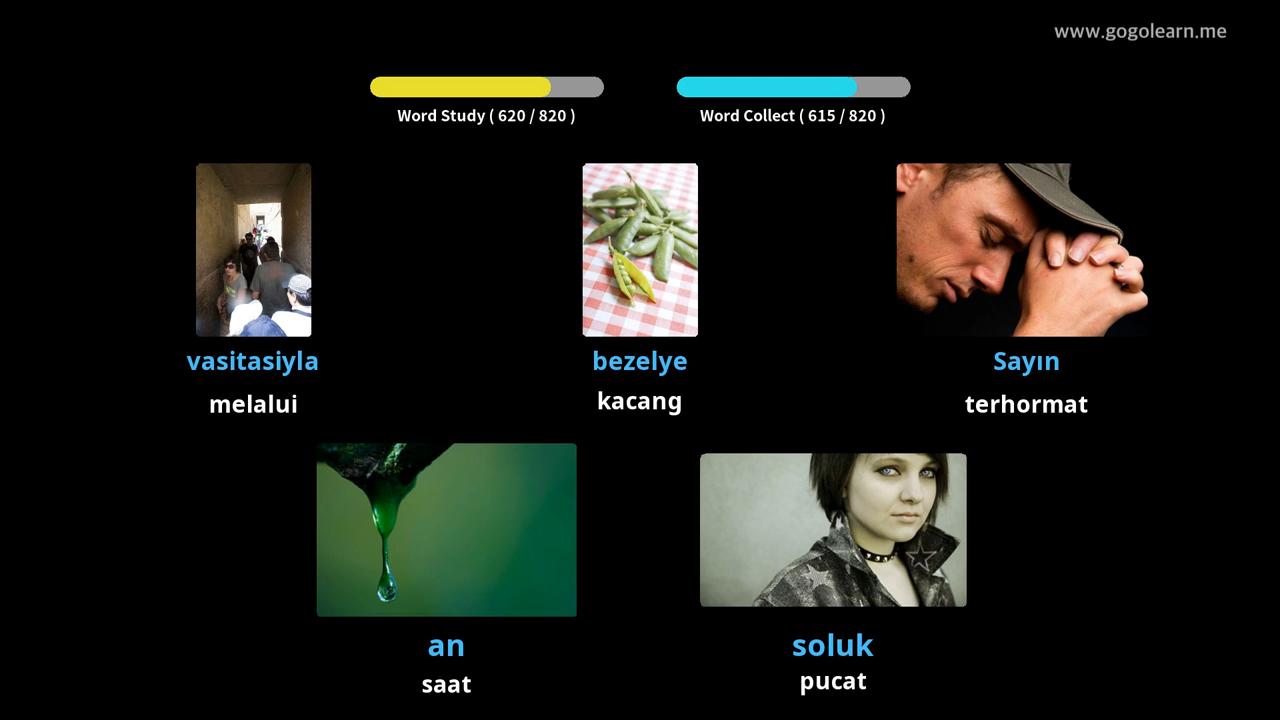 www.gogolearn.me
Word Study ( 620 / 820 )
Word Collect ( 615 / 820 )
vasitasiyla
bezelye
Sayın
melalui
kacang
terhormat
an
soluk
saat
pucat